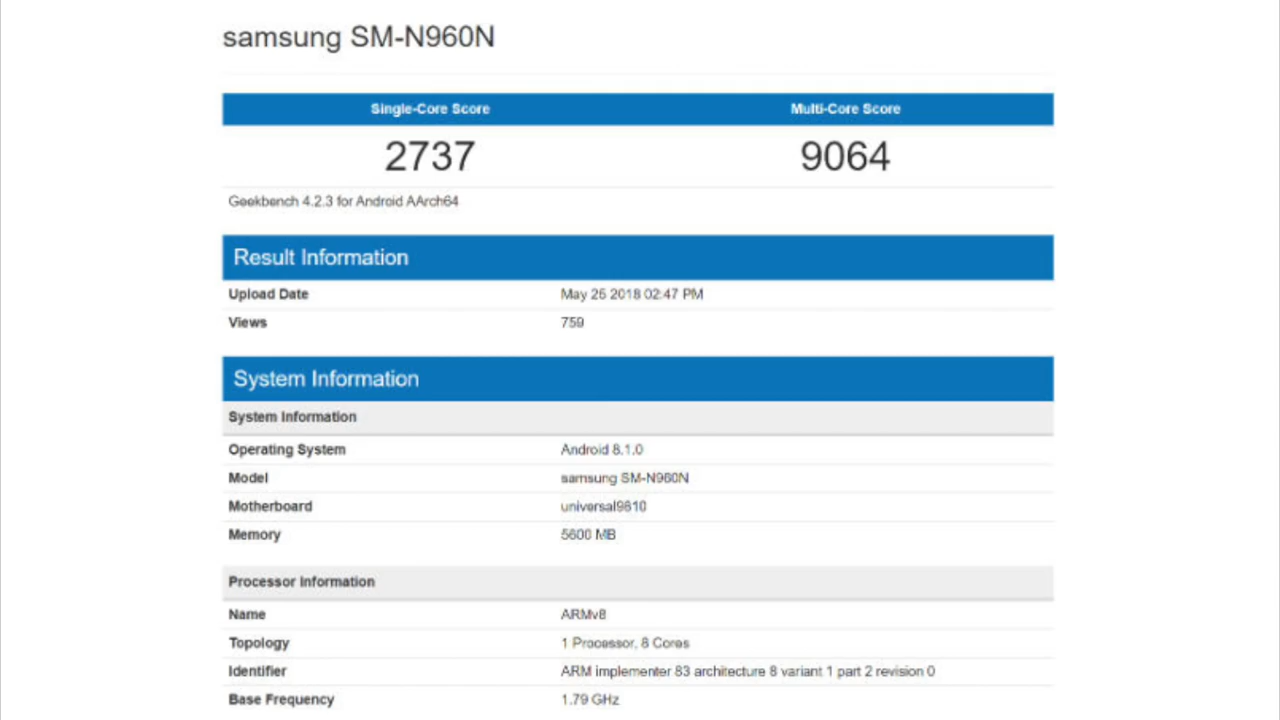 samsung SM-N960N
Single-Core Score Multi-Core Score
2737 9064
Geekbench 4.2.3 for Android AArch64
Result Information
Upload Date May 25 2018 02:47 PM
Views 759
System Information
System Information
Operating System Android 8.1.0
Model samsung SM-N960N
Motherboard universal9810
Memory 5600 MB
Processor Information
Name ARMv8
Topology 1 Processor, 8 Cores
Identifier ARM implementer 83 architecture 8 variant 1 part 2 revision 0
Base Frequency 1.79 GHz